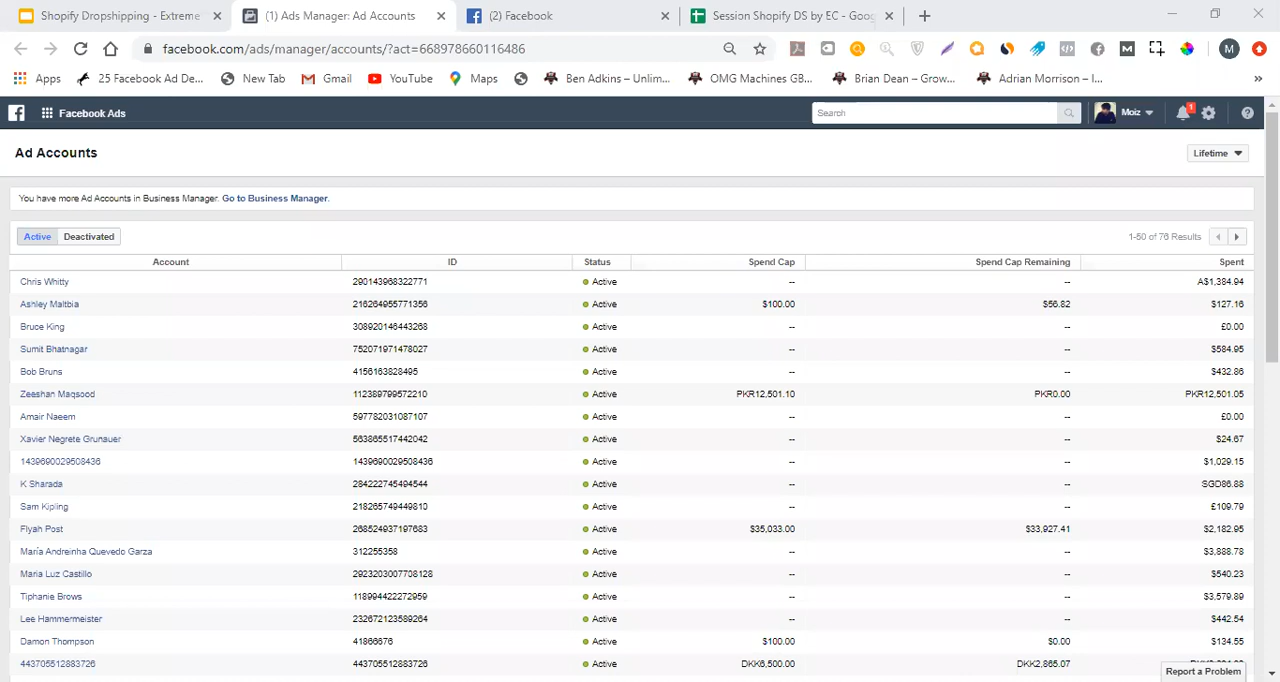 Shopify Dropshipping - Extreme
(1) Ads Manager: Ad Accounts
(2) Facebook
Session Shopify DS by EC - Goog
facebook.com/ads/manager/accounts/?act=668978660116486
M
M
Apps
25 Facebook Ad De...
New Tab
Gmail
YouTube
Maps
Ben Adkins – Unlim...
OMG Machines GB...
Brian Dean – Grow...
Adrian Morrison – I...
»
Facebook Ads
Search
Moiz
1
Ad Accounts
Lifetime
You have more Ad Accounts in Business Manager. Go to Business Manager.
Active Deactivated
1-50 of 76 Results
Account ID Status Spend Cap Spend Cap Remaining Spent
Chris Whitty 290143968322771 Active -- -- A$1,384.94
Ashley Maltbia 216264955771356 Active $100.00 $56.82 $127.16
Bruce King 308920146443268 Active -- -- £0.00
Sumit Bhatnagar 752071971478027 Active -- -- $584.95
Bob Bruns 4156163828495 Active -- -- $432.86
Zeeshan Maqsood 112389799572210 Active PKR12,501.10 PKR0.00 PKR12,501.05
Amair Naeem 597782031087107 Active -- -- £0.00
Xavier Negrete Grunauer 563865517442042 Active -- -- $24.67
1439690029508436 1439690029508436 Active -- -- $1,029.15
K Sharada 284222745494544 Active -- -- SGD86.88
Sam Kipling 218265749449810 Active -- -- £109.79
Flyah Post 268524937197683 Active $35,033.00 $33,927.41 $2,182.95
María Andreinha Quevedo Garza 312255358 Active -- -- $3,888.78
Maria Luz Castillo 2923203007708128 Active -- -- $540.23
Tiphanie Brows 118994422272959 Active -- -- $3,579.89
Lee Hammermeister 232672123589264 Active -- -- $442.54
Damon Thompson 41866676 Active $100.00 $0.00 $134.55
443705512883726 443705512883726 Active DKK6,500.00 DKK2,865.07
Report a Problem